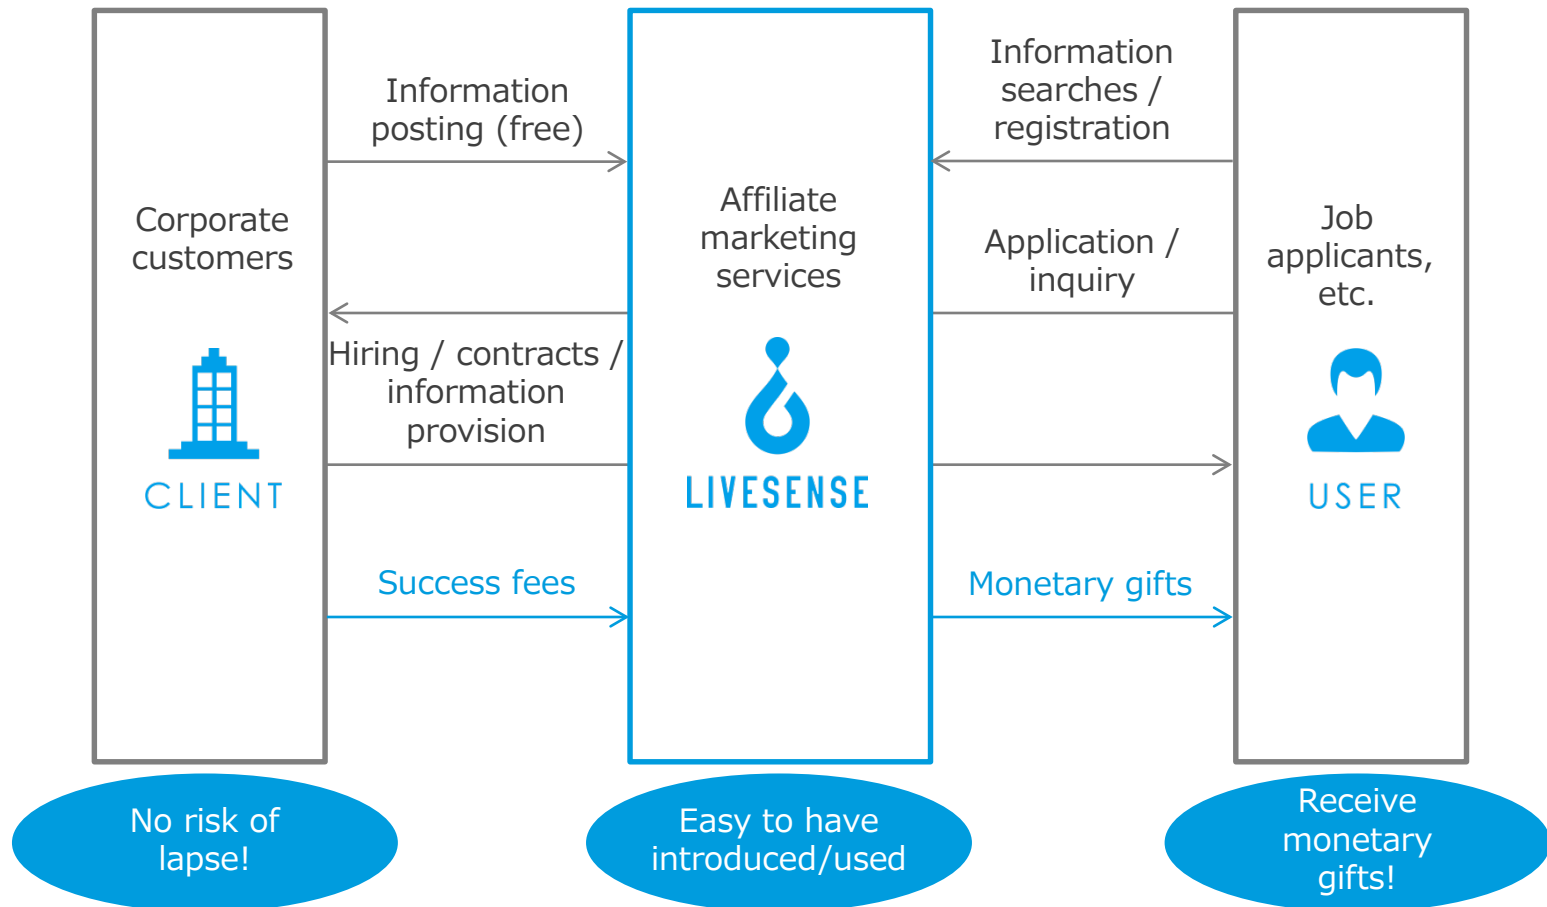 Information
posting (free)
Information
searches /
registration
Corporate
customers
Affiliate
marketing
services
Application /
inquiry
Job
applicants,
etc.
Hiring / contracts /
information
provision
CLIENT
LIVESENSE
USER
Success fees
Monetary gifts
No risk of
lapse!
Easy to have
introduced/used
Receive
monetary
gifts!